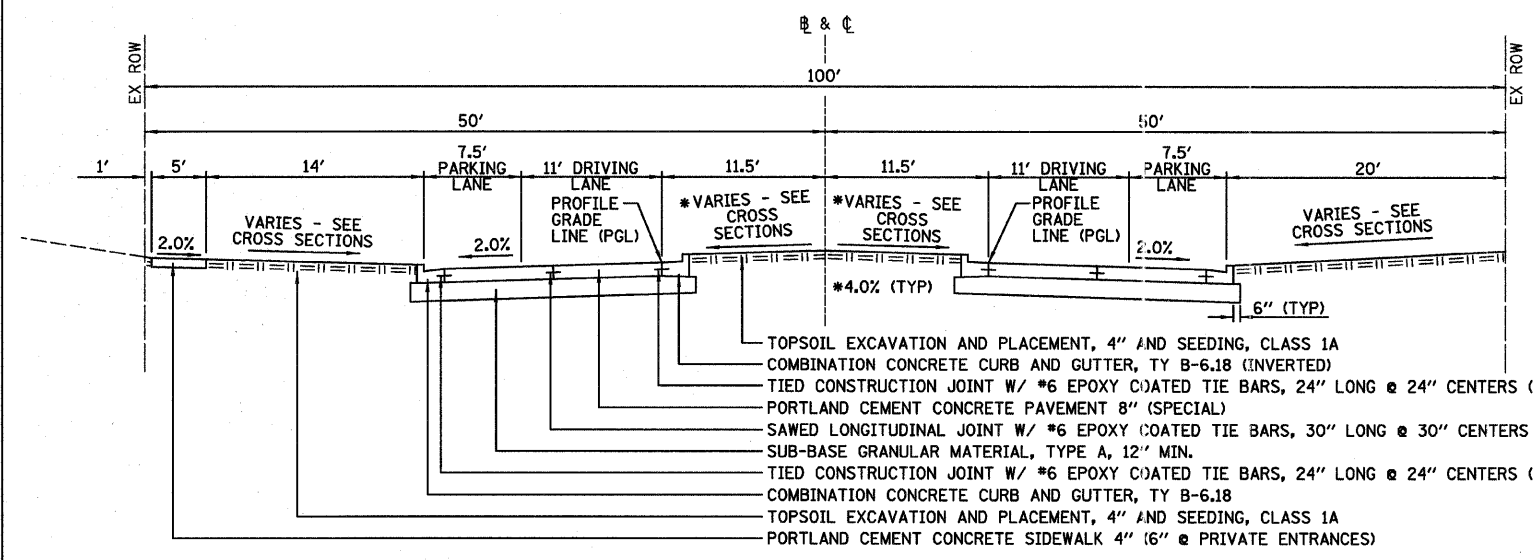 B & C
EX ROW
EX ROW
100'
50'
50'
1'
5'
14'
7.5'
PARKING
LANE
11' DRIVING
LANE
11.5'
11.5'
11' DRIVING
LANE
7.5'
PARKING
LANE
20'
VARIES - SEE
CROSS SECTIONS
PROFILE
GRADE
LINE (PGL)
*VARIES - SEE
CROSS
SECTIONS
*VARIES - SEE
CROSS
SECTIONS
PROFILE
GRADE
LINE (PGL)
VARIES - SEE
CROSS SECTIONS
2.0%
2.0%
2.0%
*4.0% (TYP)
6" (TYP)
TOPSOIL EXCAVATION AND PLACEMENT, 4" AND SEEDING, CLASS 1A
COMBINATION CONCRETE CURB AND GUTTER, TY B-6.18 (INVERTED)
TIED CONSTRUCTION JOINT W/ #6 EPOXY COATED TIE BARS, 24" LONG @ 24" CENTERS (
PORTLAND CEMENT CONCRETE PAVEMENT 8" (SPECIAL)
SAWED LONGITUDINAL JOINT W/ #6 EPOXY COATED TIE BARS, 30" LONG @ 30" CENTERS
SUB-BASE GRANULAR MATERIAL, TYPE A, 12" MIN.
TIED CONSTRUCTION JOINT W/ #6 EPOXY COATED TIE BARS, 24" LONG @ 24" CENTERS (
COMBINATION CONCRETE CURB AND GUTTER, TY B-6.18
TOPSOIL EXCAVATION AND PLACEMENT, 4" AND SEEDING, CLASS 1A
PORTLAND CEMENT CONCRETE SIDEWALK 4" (6" @ PRIVATE ENTRANCES)